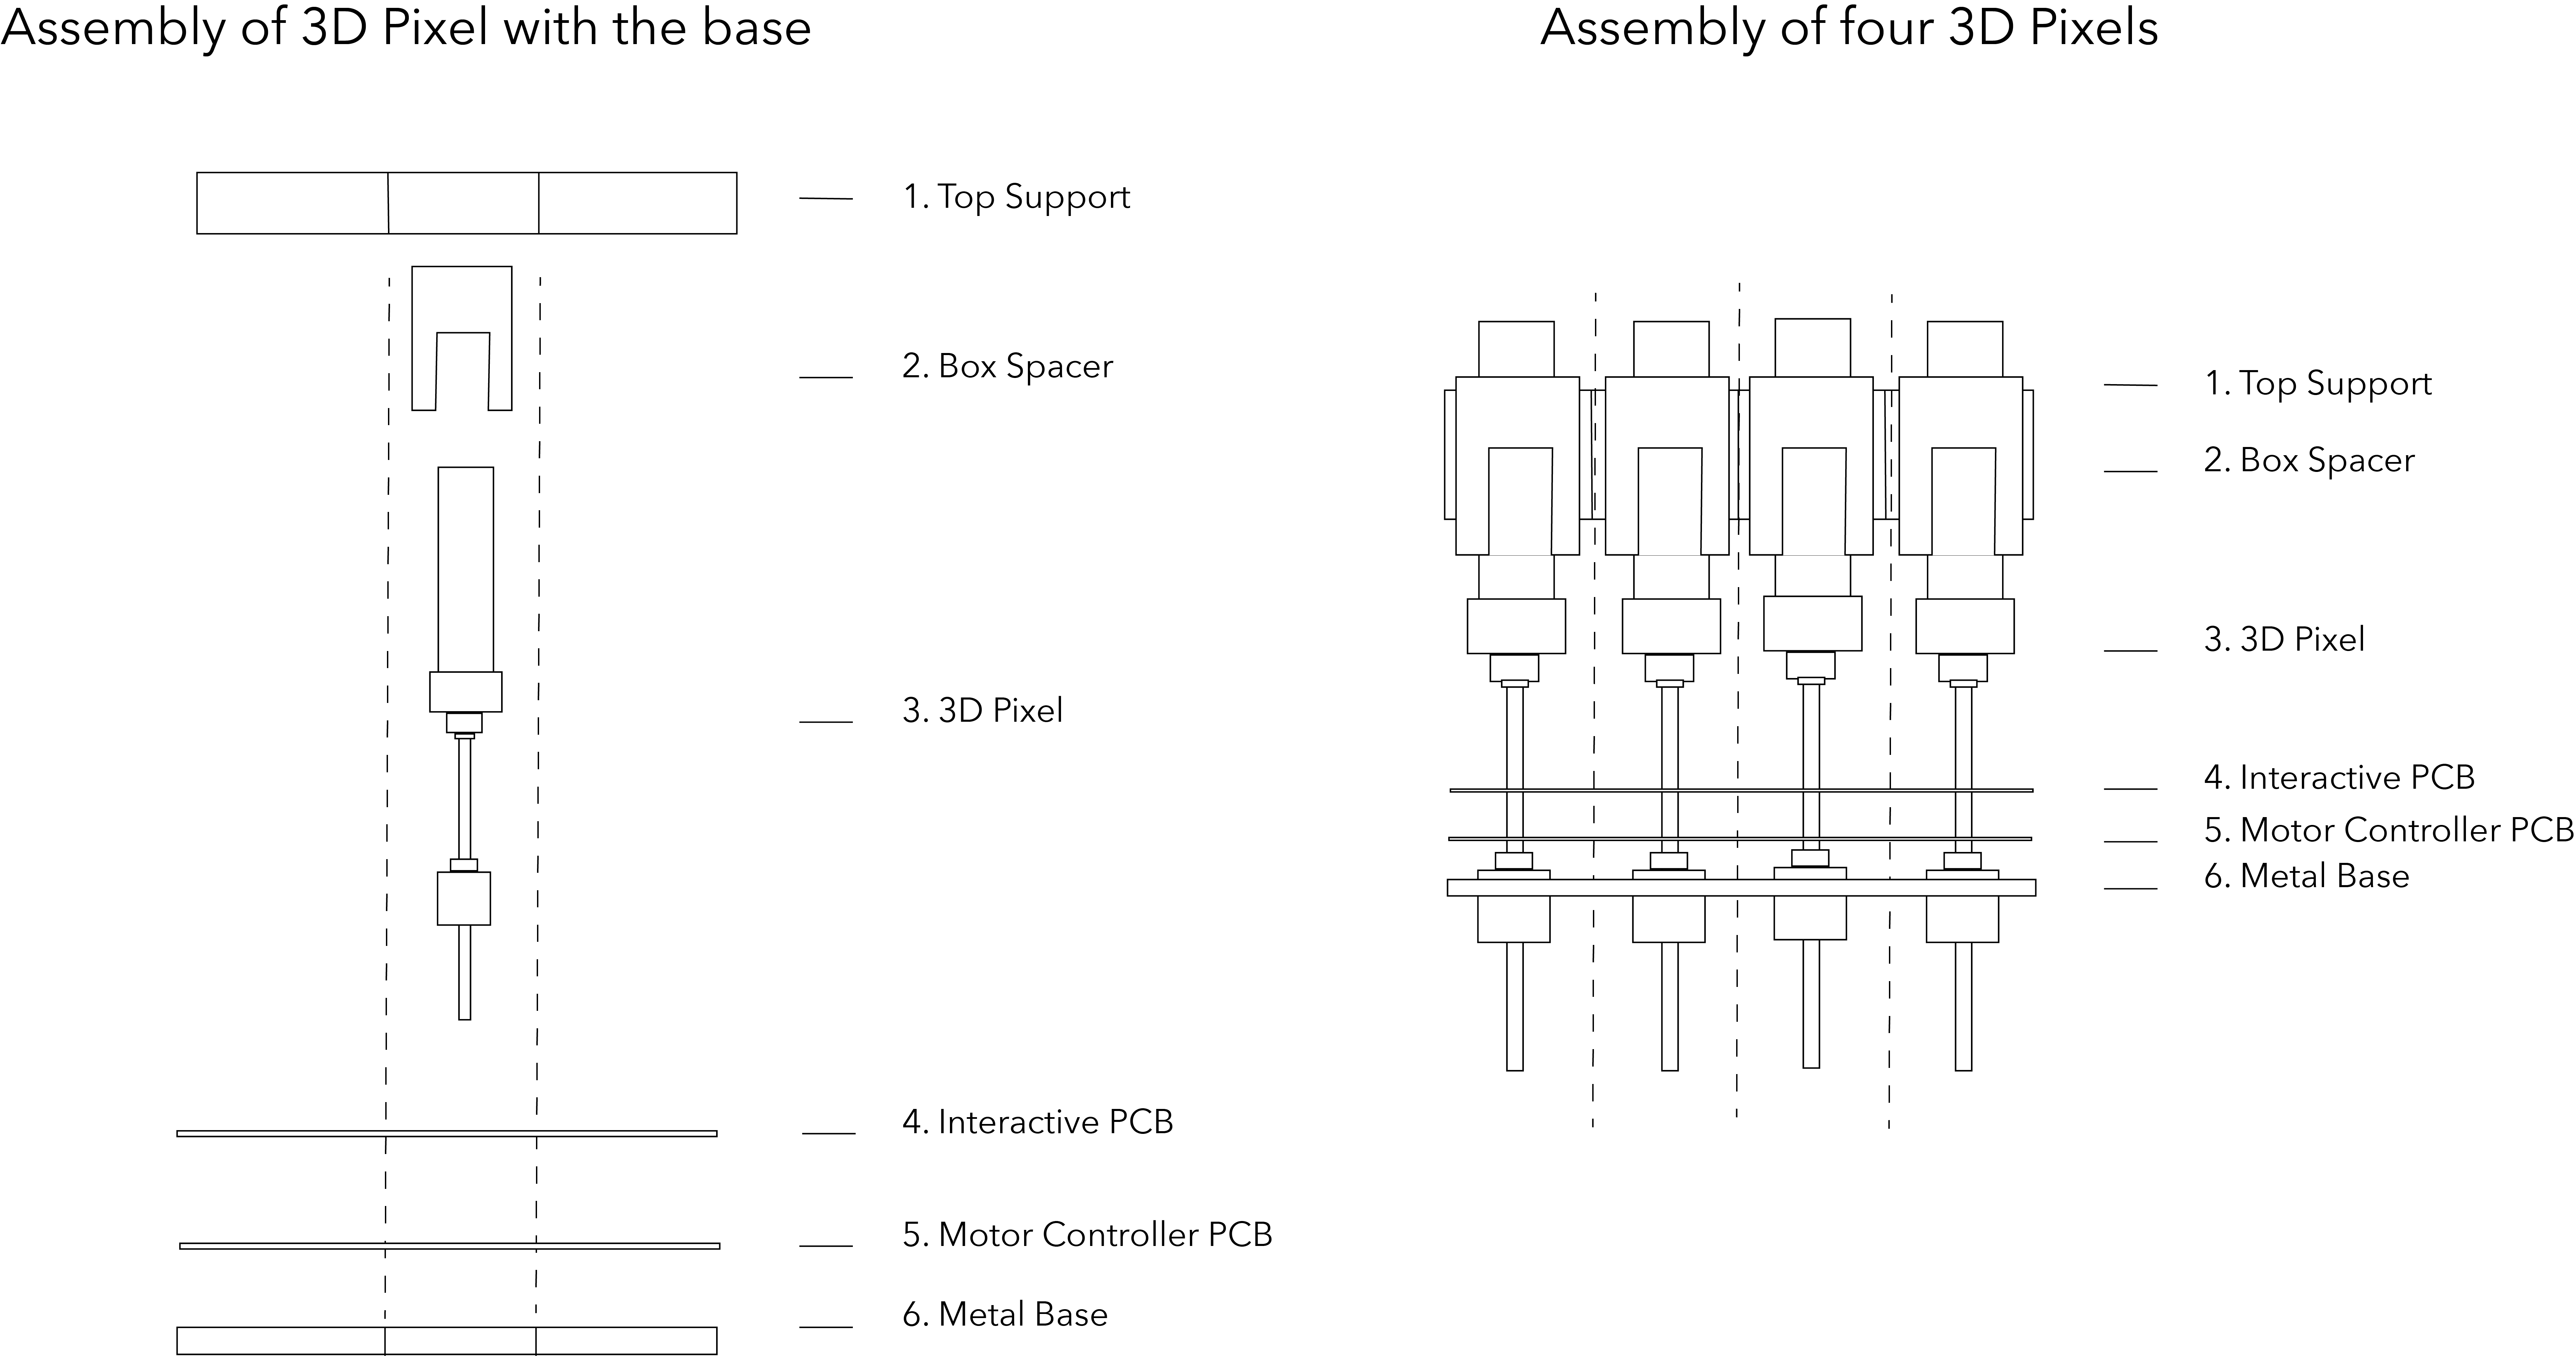 Assembly of 3D Pixel with the base
1. Top Support
2. Box Spacer
3. 3D Pixel
4. Interactive PCB
5. Motor Controller PCB
6. Metal Base
Assembly of four 3D Pixels
1. Top Support
2. Box Spacer
3. 3D Pixel
4. Interactive PCB
5. Motor Controller PCB
6. Metal Base